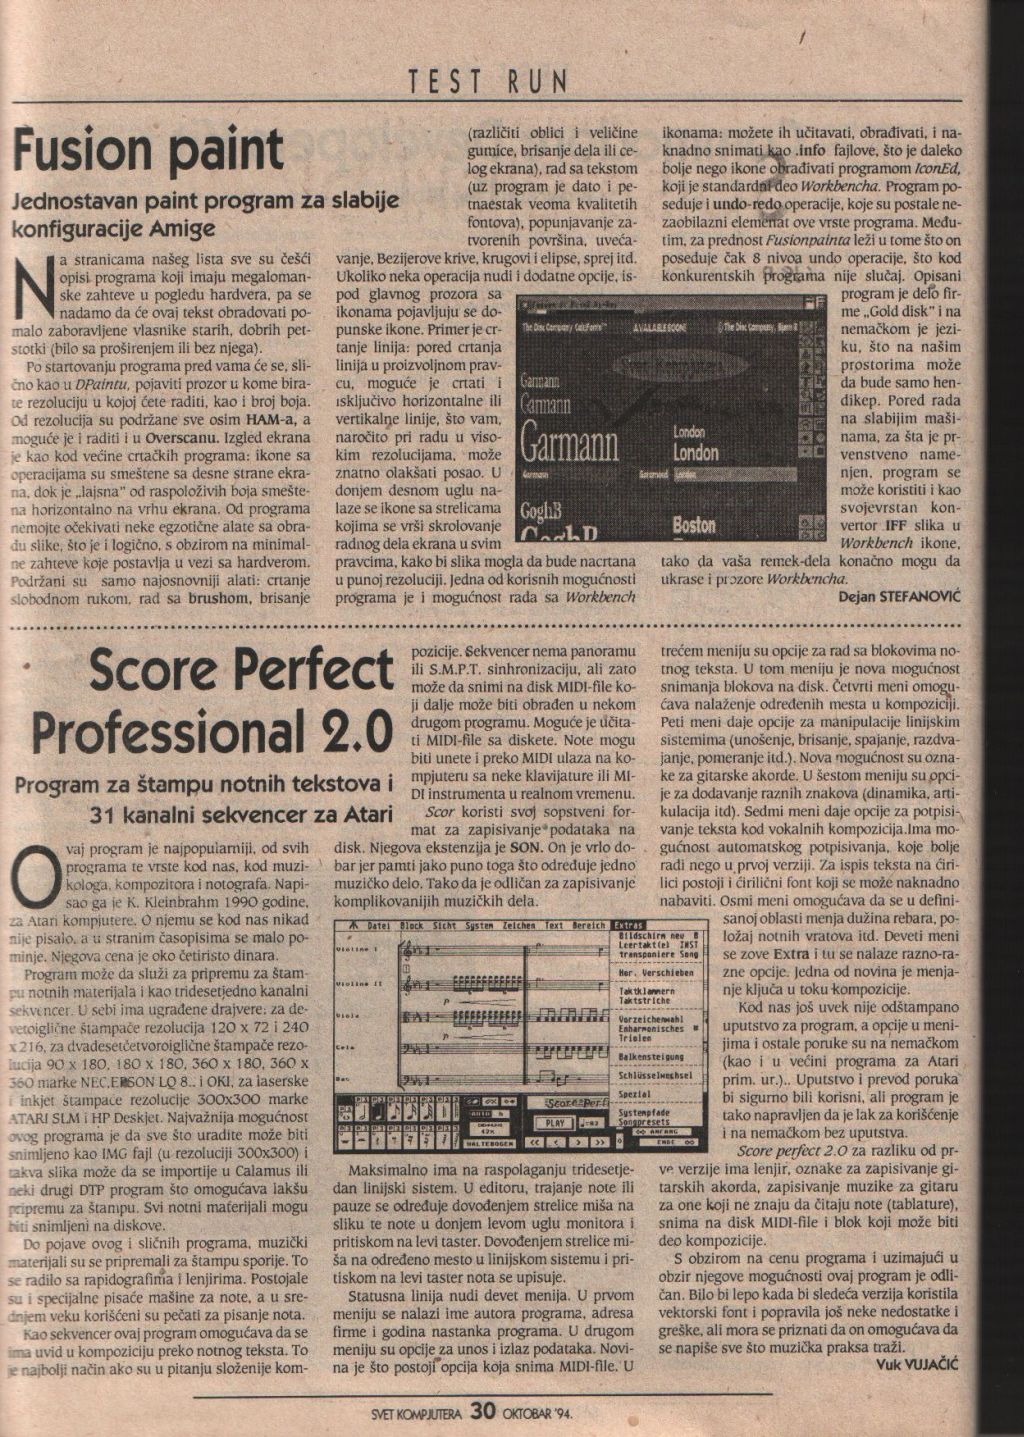 TEST RUN
Fusion paint
Jednostavan paint program za slabije
konfiguracije Amige
Na stranicama našeg lista sve su češći
opisi programa koji imaju megaloman-
ske zahteve u pogledu hardvera, pa se
nadamo da će ovaj tekst obradovati po-
malo zaboravljene vlasnike starih, dobrih pet-
stotki (bilo sa proširenjem ili bez njega).
Po startovanju programa pred vama će se, sli-
čno kao u DPaintu, pojaviti prozor u kome bira-
te rezoluciju u kojoj ćete raditi, kao i broj boja.
Od rezolucija su podržane sve osim HAM-a, a
moguće je i raditi i u Overscanu. Izgled ekrana
je kao kod većine crtačkih programa: ikone sa
operacijama su smeštene sa desne strane ekra-
na, dok je „lajsna" od raspoloživih boja smešte-
na horizontalno na vrhu ekrana. Od programa
nemojte očekivati neke egzotične alate sa obra-
du slike, što je i logično, s obzirom na minimal-
ne zahteve koje postavlja u vezi sa hardverom.
Podržani su samo najosnovniji alati: crtanje
slobodnom rukom, rad sa brushom, brisanje
(različiti oblici i veličine
gumice, brisanje dela ili ce-
log ekrana), rad sa tekstom
(uz program je dato i pe-
tnaestak veoma kvalitetih
fontova), popunjavanje za-
tvorenih površina, uveća-
vanje, Bezijerove krive, krugovi i elipse, sprej itd.
Ukoliko neka operacija nudi i dodatne opcije, is-
pod glavnog prozora sa
ikonama pojavljuju se do-
punske ikone. Primer je cr-
tanje linija: pored crtanja
linija u proizvoljnom prav-
cu, moguće je crtati i
isključivo horizontalne ili
vertikalne linije, što vam,
naročito pri radu u viso-
kim rezolucijama, može
znatno olakšati posao. U
donjem desnom uglu na-
laze se ikone sa strelicama
kojima se vrši skrolovanje
radnog dela ekrana u svim
pravcima, kako bi slika mogla da bude nacrtana
u punoj rezoluciji. Jedna od korisnih mogućnosti
programa je i mogućnost rada sa Workbench
ikonama: možete ih učitavati, obrađivati, i na-
knadno snimati kao .info fajlove, što je daleko
bolje nego ikone obrađivati programom IconEd,
koji je standardni deo Workbencha. Program po-
seduje i undo-redo operacije, koje su postale ne-
zaobilazni elemenat ove vrste programa. Među-
tim, za prednost Fusionpainta leži u tome što on
poseduje čak 8 nivoa undo operacije, što kod
konkurentskih programa nije slučaj. Opisani
program je delo fir-
me „Gold disk" i na
nemačkom je jezi-
ku, što na našim
prostorima može
da bude samo hen-
dikep. Pored rada
na slabijim maši-
nama, za šta je pr-
venstveno name-
njen, program se
može koristiti i kao
svojevrstan kon-
vertor IFF slika u
Workbench ikone,
tako da vaša remek-dela konačno mogu da
ukrase i prozore Workbencha.
Dejan STEFANOVIĆ
The Disc Company California
AVAILABLE SOON!
Svet Kompjutera
Garmann
Garmann
Garmann
Garmann
London
London
London
GoghB
GoghB
Boston
Score Perfect
Professional 2.0
Program za štampu notnih tekstova i
31 kanalni sekvencer za Atari
Ovaj program je najpopularniji, od svih
programa te vrste kod nas, kod muzi-
kologa, kompozitora i notografa. Napi-
sao ga je K. Kleinbrahm 1990 godine,
za Atari kompjutere. O njemu se kod nas nikad
nije pisalo, a u stranim časopisima se malo po-
minje. Njegova cena je oko četiristo dinara.
Program može da služi za pripremu za štam-
pu notnih materijala i kao tridesetjedno kanalni
sekvencer. U sebi ima ugrađene drajvere: za de-
vetoiglične štampače rezolucija 120 x 72 i 240
x 216, za dvadesetčetvoroiglične štampače rezo-
lucija 90 x 180, 180 x 180, 360 x 180, 360 x
360 marke NEC, EPSON LQ 8.. i OKI, za laserske
i inkjet štampače rezolucije 300x300 marke
ATARI SLM i HP Deskjet. Najvažnija mogućnost
ovog programa je da sve što uradite može biti
snimljeno kao IMG fajl (u rezoluciji 300x300) i
takva slika može da se importije u Calamus ili
neki drugi DTP program što omogućava lakšu
pripremu za štampu. Svi notni materijali mogu
biti snimljeni na diskove.
Do pojave ovog i sličnih programa, muzički
materijali su se pripremali za štampu sporije. To
se radilo sa rapidografima i lenjirima. Postojale
su i specijalne pisaće mašine za note, a u sre-
dnjem veku korišćeni su pečati za pisanje nota.
Kao sekvencer ovaj program omogućava da se
ima uvid u kompoziciju preko notnog teksta. To
je najbolji način ako su u pitanju složenije kom-
pozicije. Sekvencer nema panoramu
ili S.M.P.T. sinhronizaciju, ali zato
može da snimi na disk MIDI-file ko-
ji dalje može biti obrađen u nekom
drugom programu. Moguće je učita-
ti MIDI-file sa diskete. Note mogu
biti unete i preko MIDI ulaza na ko-
mpjuteru sa neke klavijature ili MI-
DI instrumenta u realnom vremenu.
Scor koristi svoj sopstveni for-
mat za zapisivanje podataka na
disk. Njegova ekstenzija je SON. On je vrlo do-
bar jer pamti jako puno toga što određuje jedno
muzičko delo. Tako da je odličan za zapisivanje
komplikovanijih muzičkih dela.
Datei Block Sicht System Zeichen Text Bereich Extras
Bildschirm neu B
Leertakt(e) INST
transponiere Song
Hor. Verschieben
Taktklammern
Taktstriche
Vorzeichenwahl
Enharmonisches
Triolen
Balkensteigung
Schlüsselwechsel
Spezial
Systempfade
Songpresets
Violine I
Violine II
Viola
Celo
Bas
Score Perf
PLAY
HALTEBOGEN
ANFANG
ENDE
Maksimalno ima na raspolaganju tridesetje-
dan linijski sistem. U editoru, trajanje note ili
pauze se određuje dovođenjem strelice miša na
sliku te note u donjem levom uglu monitora i
pritiskom na levi taster. Dovođenjem strelice mi-
ša na određeno mesto u linijskom sistemu i pri-
tiskom na levi taster nota se upisuje.
Statusna linija nudi devet menija. U prvom
meniju se nalazi ime autora programa, adresa
firme i godina nastanka programa. U drugom
meniju su opcije za unos i izlaz podataka. Novi-
na je što postoji opcija koja snima MIDI-file. U
trećem meniju su opcije za rad sa blokovima no-
tnog teksta. U tom meniju je nova mogućnost
snimanja blokova na disk. Četvrti meni omogu-
ćava nalaženje određenih mesta u kompoziciji.
Peti meni daje opcije za manipulacije linijskim
sistemima (unošenje, brisanje, spajanje, razdva-
janje, pomeranje itd.). Nova mogućnost su ozna-
ke za gitarske akorde. U šestom meniju su opci-
je za dodavanje raznih znakova (dinamika, arti-
kulacija itd). Sedmi meni daje opcije za potpisi-
vanje teksta kod vokalnih kompozicija.Ima mo-
gućnost automatskog potpisivanja, koje bolje
radi nego u prvoj verziji. Za ispis teksta na ćiri-
lici postoji i ćirilični font koji se može naknadno
nabaviti. Osmi meni omogućava da se u defini-
sanoj oblasti menja dužina rebara, po-
ložaj notnih vratova itd. Deveti meni
se zove Extra i tu se nalaze razno-ra-
zne opcije. Jedna od novina je menja-
nje ključa u toku kompozicije.
Kod nas još uvek nije odštampano
uputstvo za program, a opcije u meni-
jima i ostale poruke su na nemačkom
(kao i u većini programa za Atari
prim. ur.).. Uputstvo i prevod poruka
bi sigurno bili korisni, ali program je
tako napravljen da je lak za korišćenje
i na nemačkom bez uputstva.
Score perfect 2.0 za razliku od pr-
ve verzije ima lenjir, oznake za zapisivanje gi-
tarskih akorda, zapisivanje muzike za gitaru
za one koji ne znaju da čitaju note (tablature),
snima na disk MIDI-file i blok koji može biti
deo kompozicije.
S obzirom na cenu programa i uzimajući u
obzir njegove mogućnosti ovaj program je odli-
čan. Bilo bi lepo kada bi sledeća verzija koristila
vektorski font i popravila još neke nedostatke i
greške, ali mora se priznati da on omogućava da
se napiše sve što muzička praksa traži.
Vuk VUJAČIĆ
SVET KOMPJUTERA 30 OKTOBAR '94.